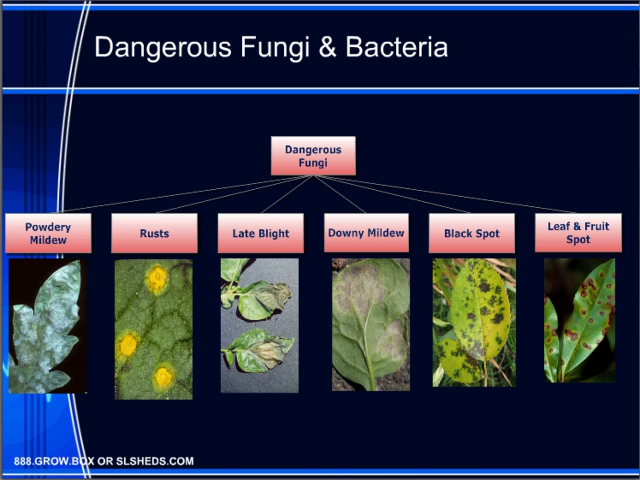 Dangerous Fungi & Bacteria
Dangerous
Fungi
Powdery
Mildew
Rusts
Late Blight
Downy Mildew
Black Spot
Leaf & Fruit
Spot
888.GROW.BOX OR SLSHEDS.COM